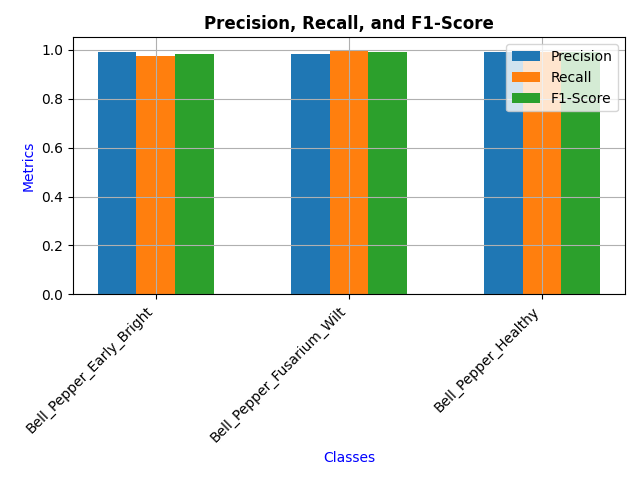 Precision, Recall, and F1-Score
Precision
Recall
F1-Score
Metrics
1.0
0.8
0.6
0.4
0.2
0.0
Bell_Pepper_Early_Bright
Bell_Pepper_Fusarium_Wilt
Bell_Pepper_Healthy
Classes